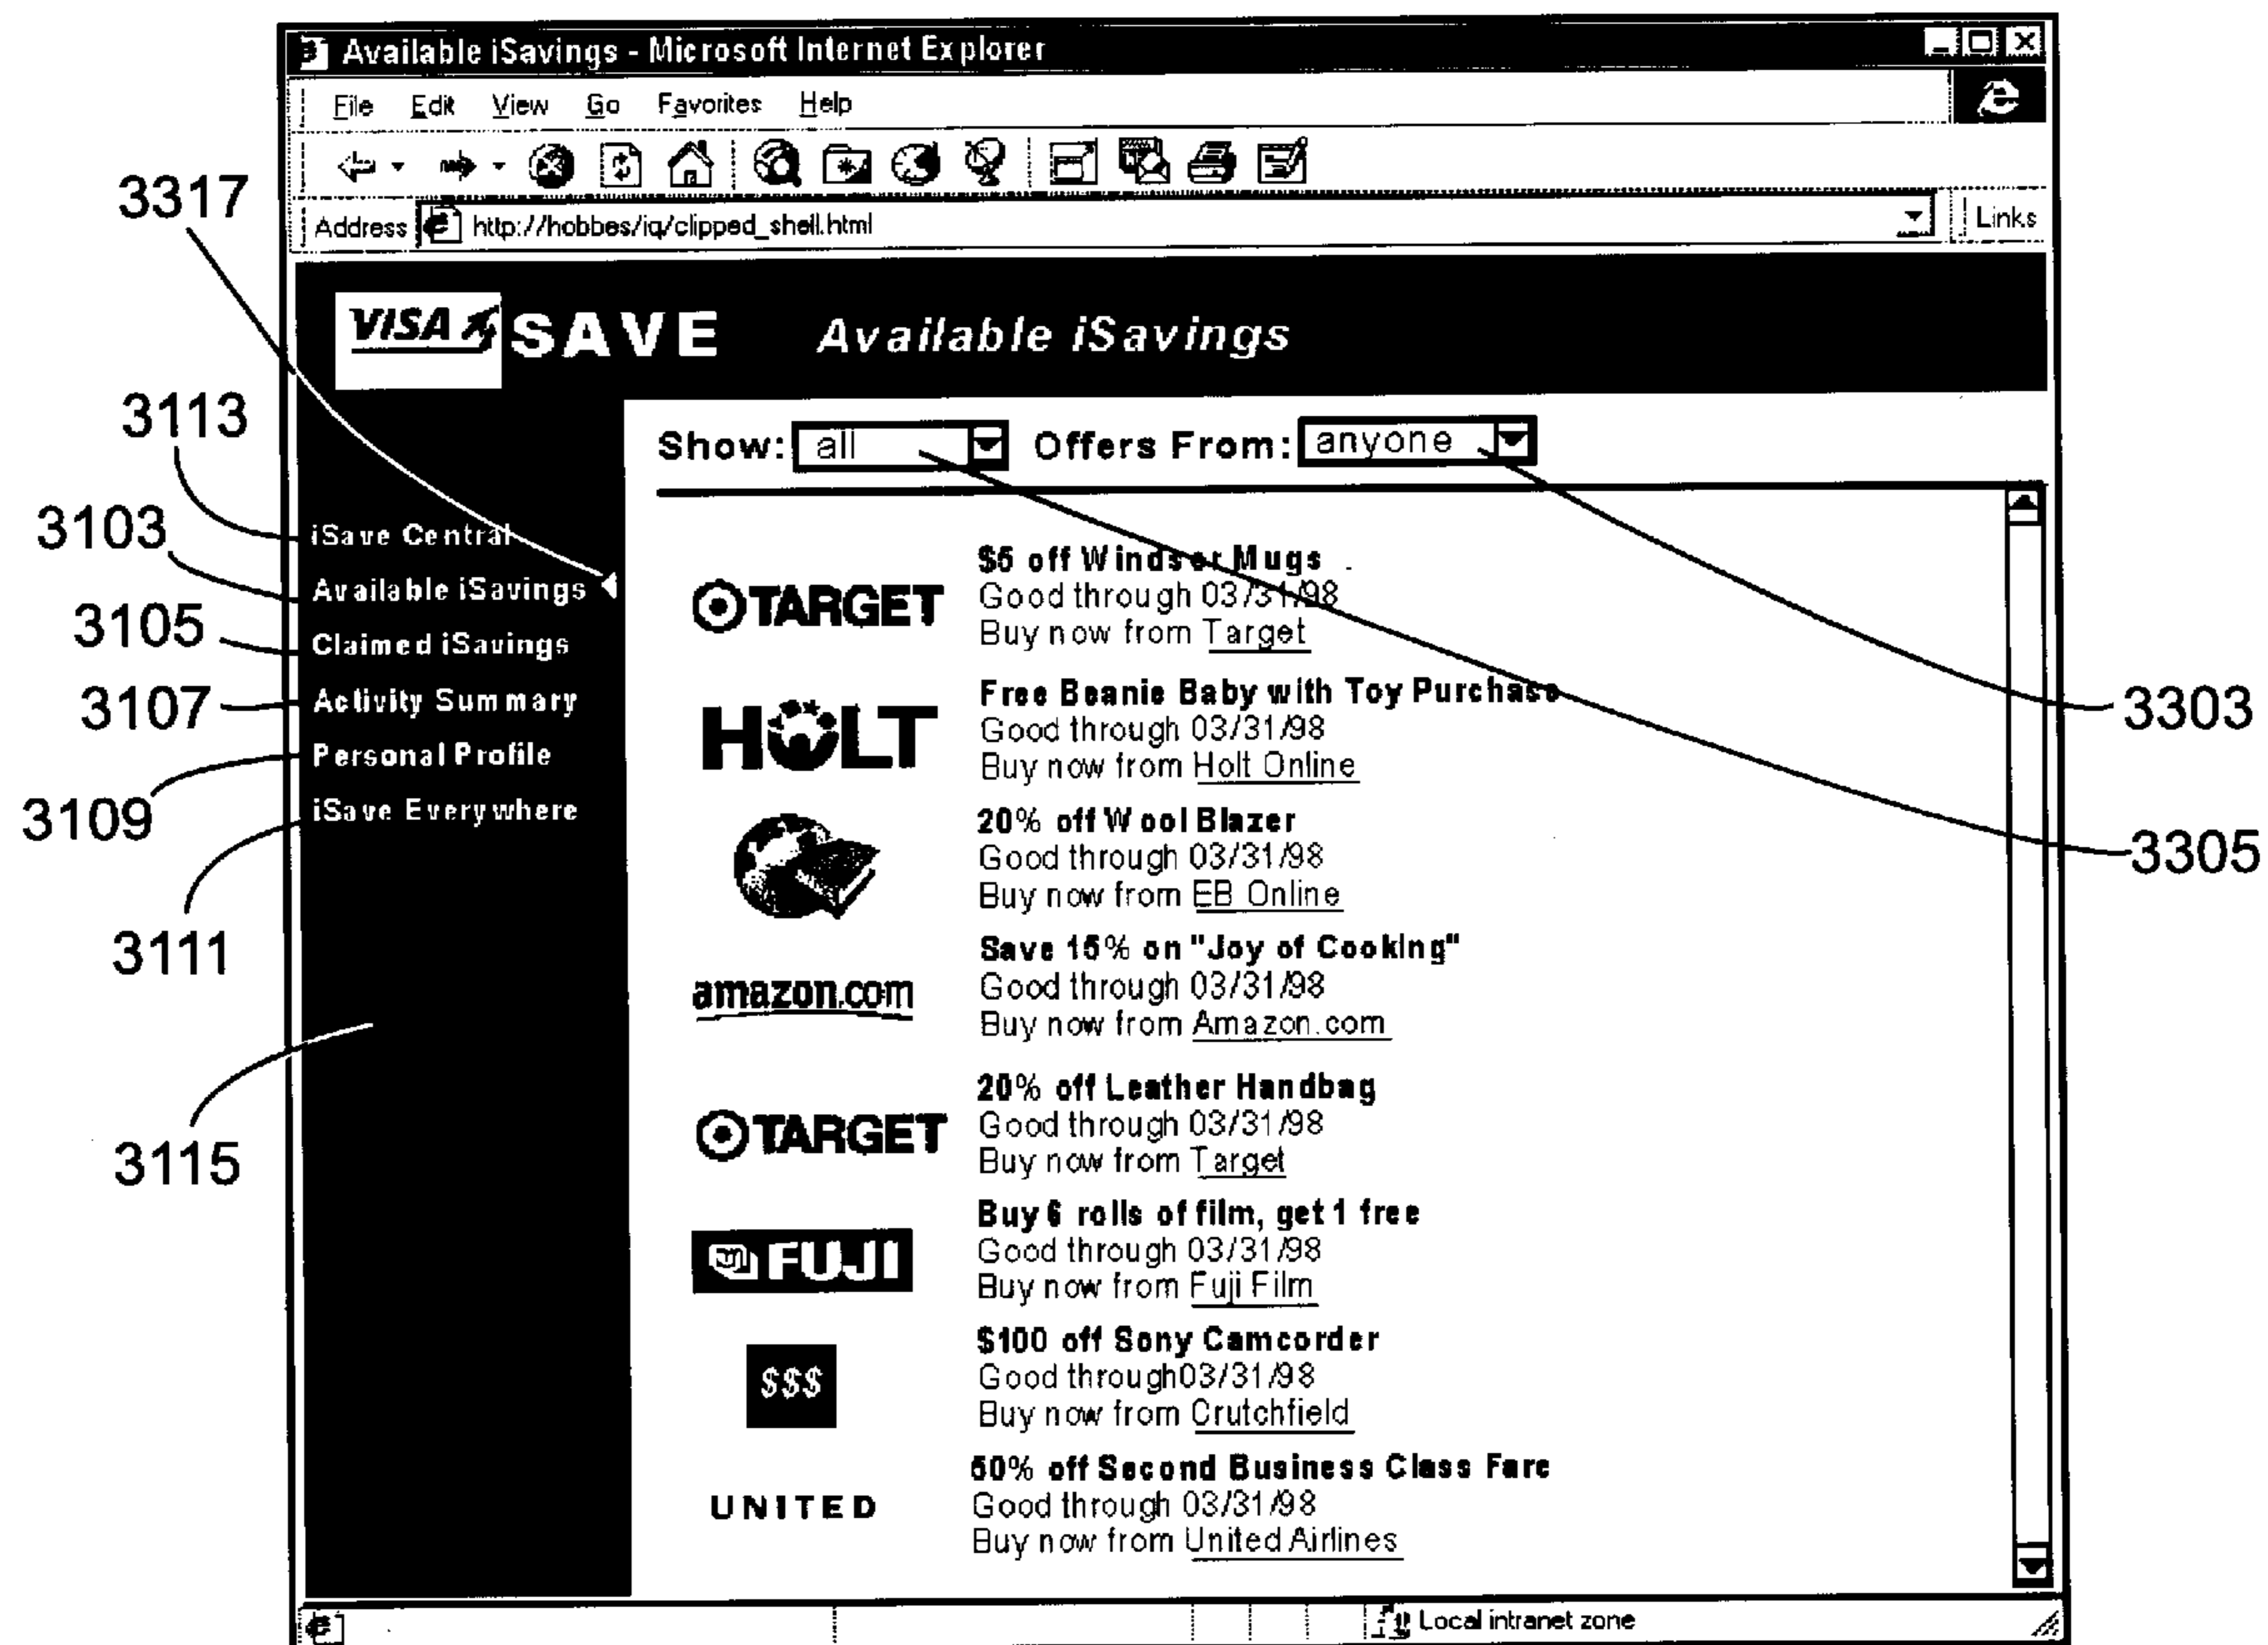 Available iSavings - Microsoft Internet Explorer
File Edit View Go Favorites Help
Address http://hobbes/iq/clipped_shell.html Links
VISA SAVE Available iSavings
Show: all Offers From: anyone
3317
3113
3103
3105
3107
3109
3111
3115
iSave Central
Available iSavings
Claimed iSavings
Activity Summary
Personal Profile
iSave Everywhere
TARGET
$5 off Windsor Mugs
Good through 03/31/98
Buy now from Target
HOLT
Free Beanie Baby with Toy Purchase
Good through 03/31/98
Buy now from Holt Online
20% off Wool Blazer
Good through 03/31/98
Buy now from EB Online
amazon.com
Save 15% on "Joy of Cooking"
Good through 03/31/98
Buy now from Amazon.com
TARGET
20% off Leather Handbag
Good through 03/31/98
Buy now from Target
FUJI
Buy 6 rolls of film, get 1 free
Good through 03/31/98
Buy now from Fuji Film
$$$
$100 off Sony Camcorder
Good through03/31/98
Buy now from Crutchfield
UNITED
50% off Second Business Class Fare
Good through 03/31/98
Buy now from United Airlines
3303
3305
Local intranet zone